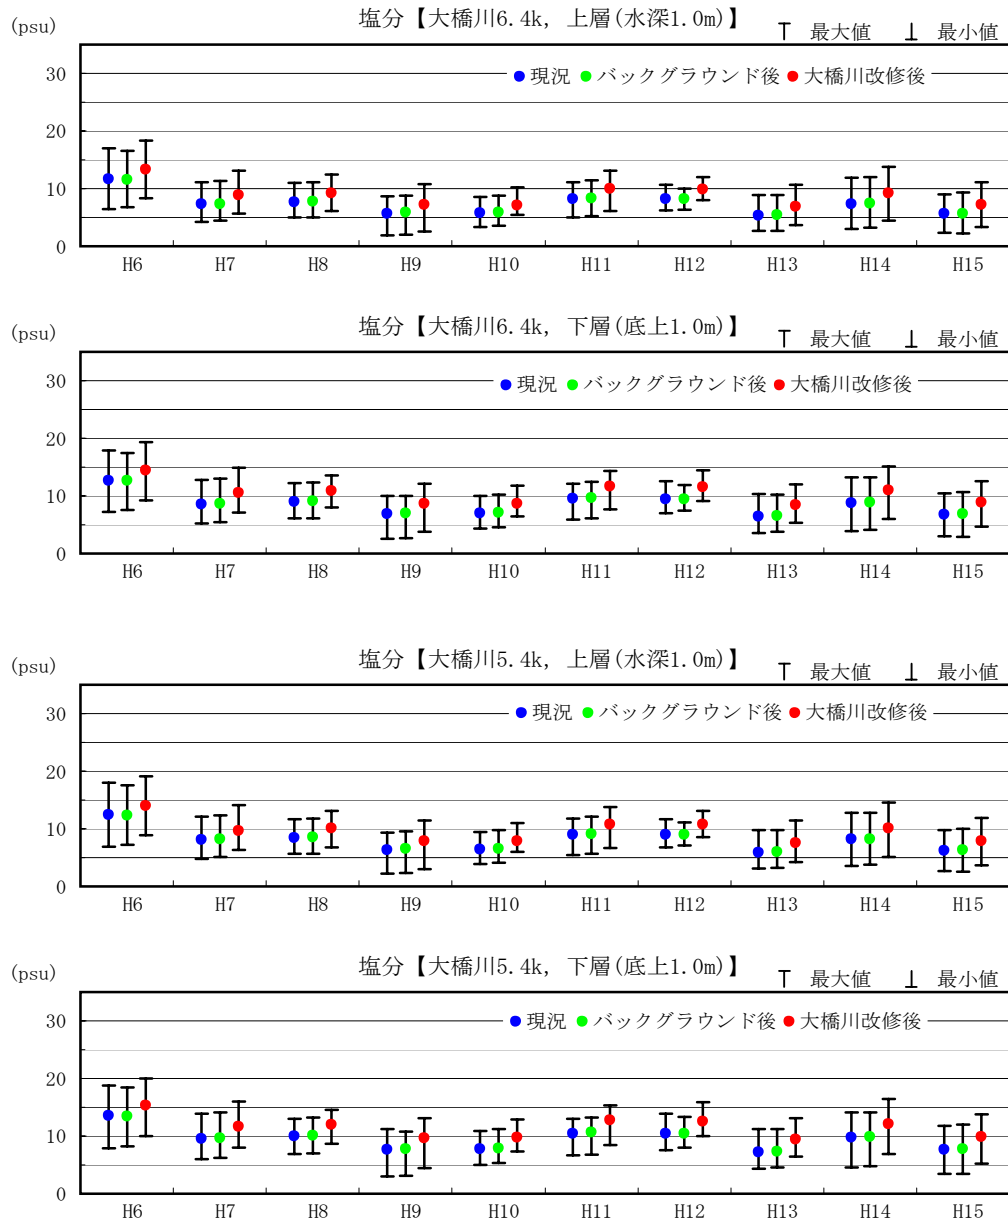 塩分【大橋川6.4k, 上層(水深1.0m)】
(psu)
最大値 最小値
現況 バックグラウンド後 大橋川改修後
30
20
10
0
H6 H7 H8 H9 H10 H11 H12 H13 H14 H15
塩分【大橋川6.4k, 下層(底上1.0m)】
(psu)
最大値 最小値
現況 バックグラウンド後 大橋川改修後
30
20
10
0
H6 H7 H8 H9 H10 H11 H12 H13 H14 H15
塩分【大橋川5.4k, 上層(水深1.0m)】
(psu)
最大値 最小値
現況 バックグラウンド後 大橋川改修後
30
20
10
0
H6 H7 H8 H9 H10 H11 H12 H13 H14 H15
塩分【大橋川5.4k, 下層(底上1.0m)】
(psu)
最大値 最小値
現況 バックグラウンド後 大橋川改修後
30
20
10
0
H6 H7 H8 H9 H10 H11 H12 H13 H14 H15